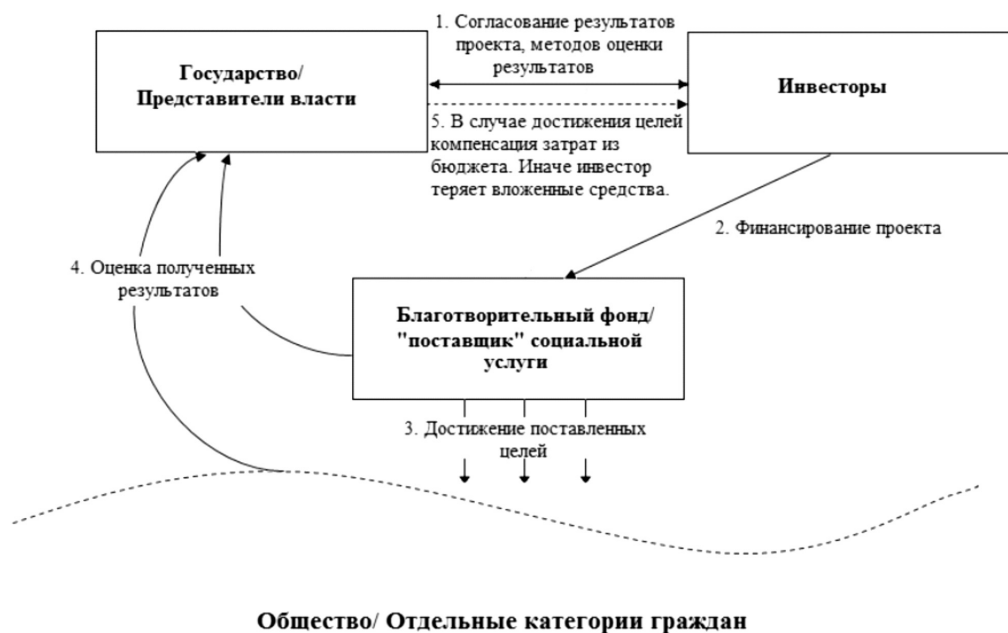 1. Согласование результатов
проекта, методов оценки
результатов
Государство/
Представители власти
Инвесторы
5. В случае достижения целей
компенсация затрат из
бюджета. Иначе инвестор
теряет вложенные средства.
2. Финансирование проекта
4. Оценка полученных
результатов
Благотворительный фонд/
"поставщик" социальной
услуги
3. Достижение поставленных
целей
Общество/ Отдельные категории граждан